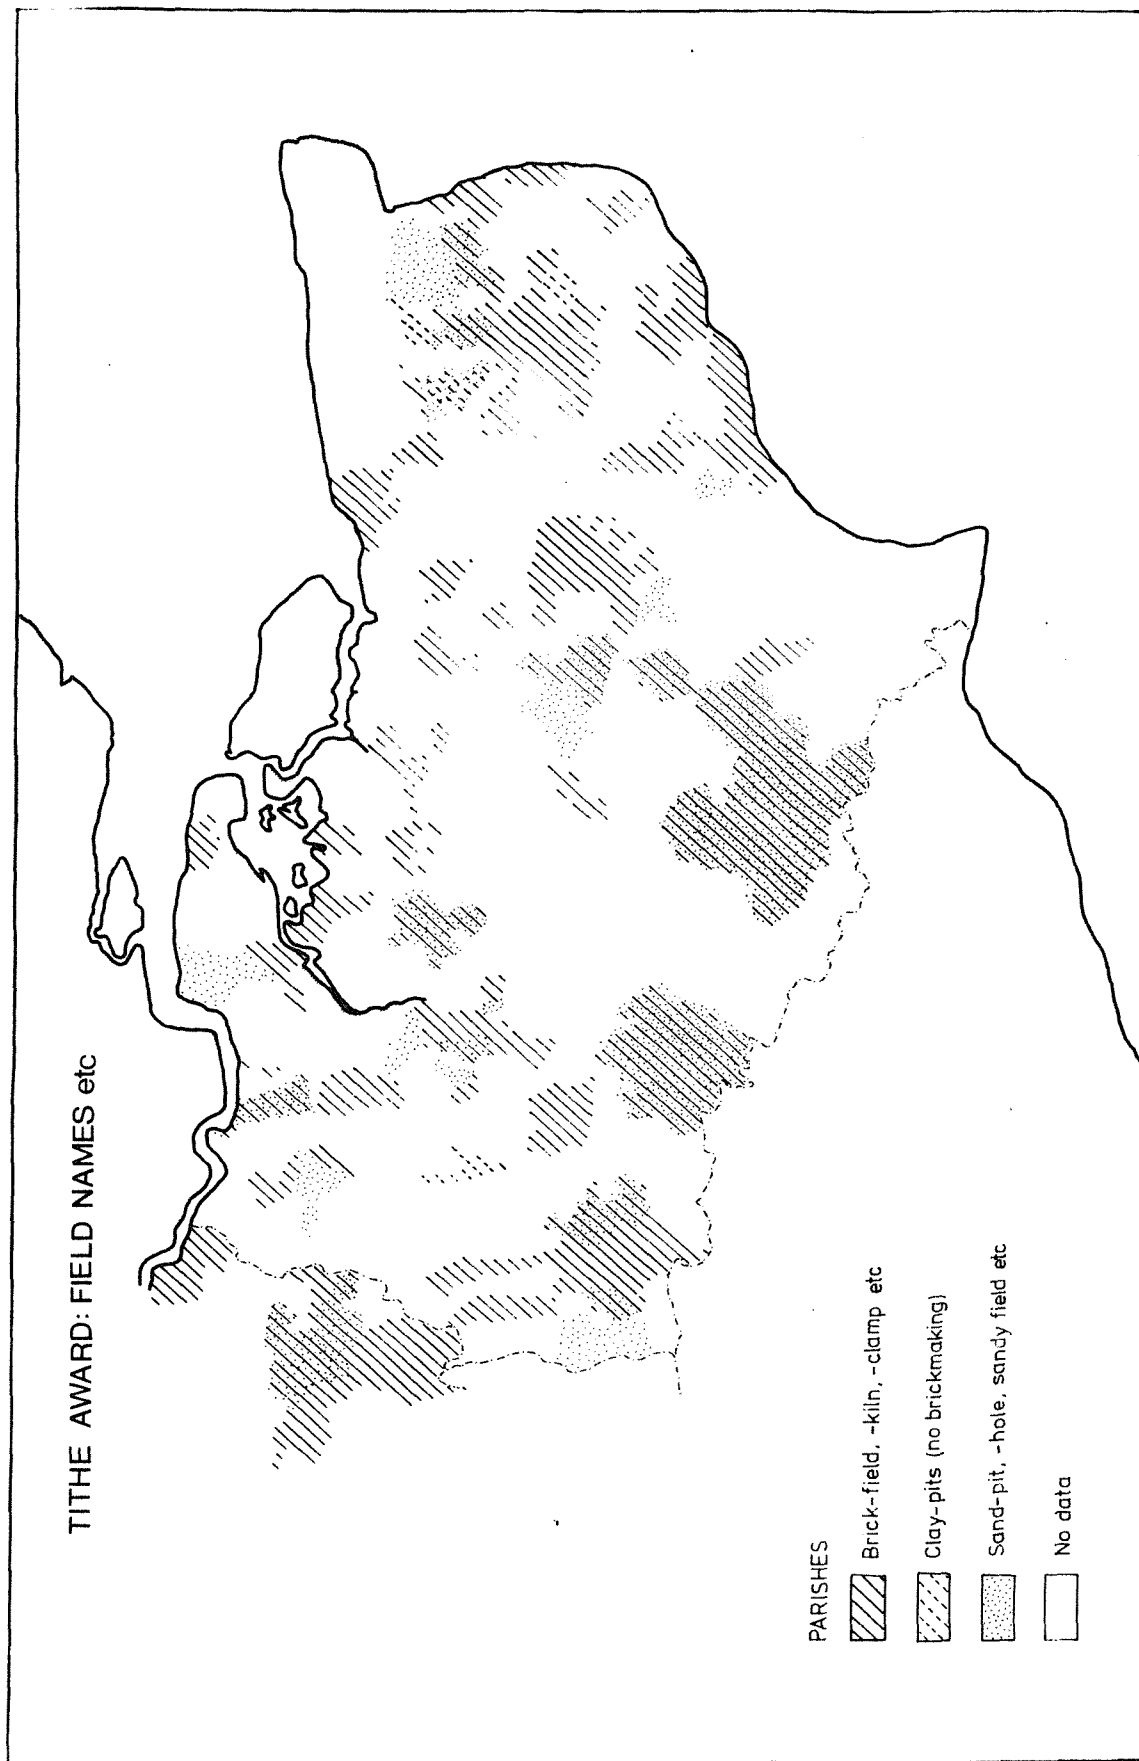 TITHE AWARD: FIELD NAMES etc
PARISHES
Brick-field, -kiln, -clamp etc
Clay-pits (no brickmaking)
Sand-pit, -hole, sandy field etc
No data